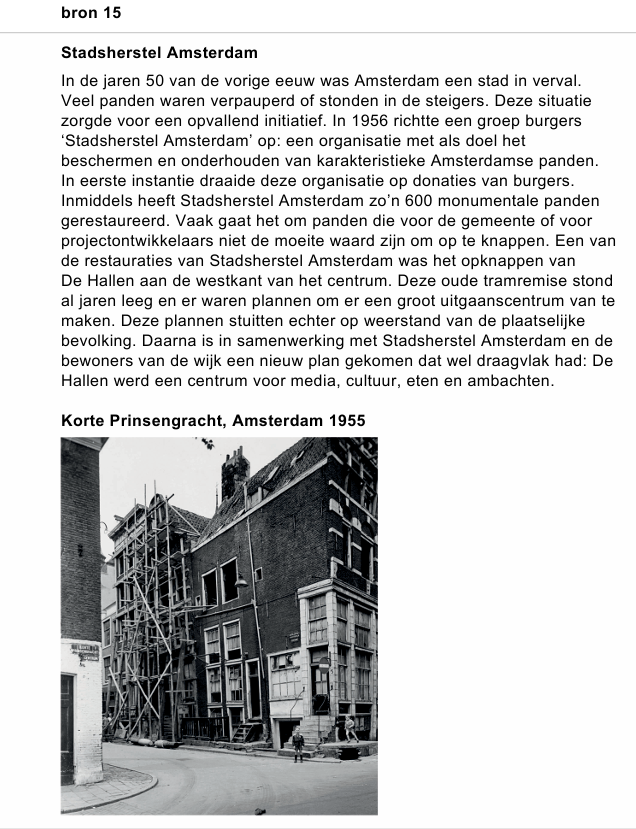 bron 15
Stadsherstel Amsterdam
In de jaren 50 van de vorige eeuw was Amsterdam een stad in verval.
Veel panden waren verpauperd of stonden in de steigers. Deze situatie
zorgde voor een opvallend initiatief. In 1956 richtte een groep burgers
‘Stadsherstel Amsterdam’ op: een organisatie met als doel het
beschermen en onderhouden van karakteristieke Amsterdamse panden.
In eerste instantie draaide deze organisatie op donaties van burgers.
Inmiddels heeft Stadsherstel Amsterdam zo’n 600 monumentale panden
gerestaureerd. Vaak gaat het om panden die voor de gemeente of voor
projectontwikkelaars niet de moeite waard zijn om op te knappen. Een van
de restauraties van Stadsherstel Amsterdam was het opknappen van
De Hallen aan de westkant van het centrum. Deze oude tramremise stond
al jaren leeg en er waren plannen om er een groot uitgaanscentrum van te
maken. Deze plannen stuitten echter op weerstand van de plaatselijke
bevolking. Daarna is in samenwerking met Stadsherstel Amsterdam en de
bewoners van de wijk een nieuw plan gekomen dat wel draagvlak had: De
Hallen werd een centrum voor media, cultuur, eten en ambachten.
Korte Prinsengracht, Amsterdam 1955